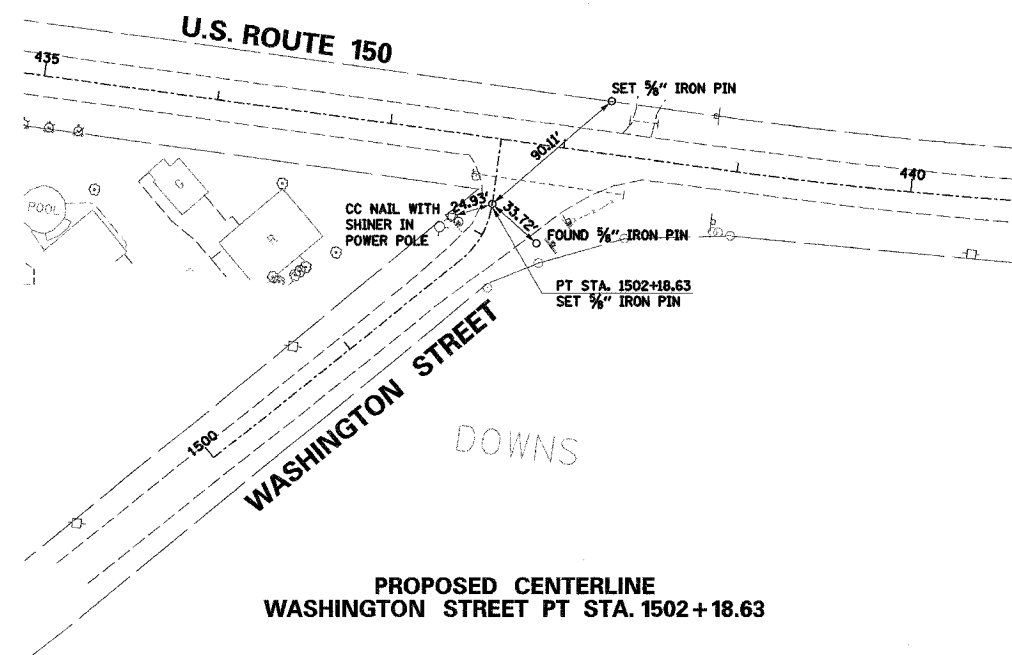 U.S. ROUTE 150
435
SET 5/8" IRON PIN
90.11'
440
G
POOL
R
CC NAIL WITH
SHINER IN
POWER POLE
24.93'
33.72'
FOUND 5/8" IRON PIN
PT STA. 1502+18.63
SET 5/8" IRON PIN
WASHINGTON STREET
1500
DOWNS
PROPOSED CENTERLINE
WASHINGTON STREET PT STA. 1502+18.63